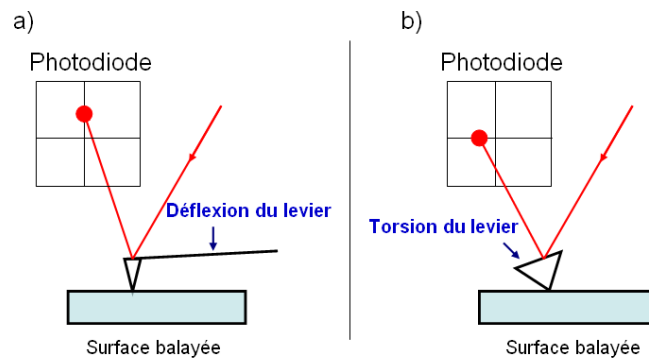 a)
Photodiode
Déflexion du levier
Surface balayée
b)
Photodiode
Torsion du levier
Surface balayée